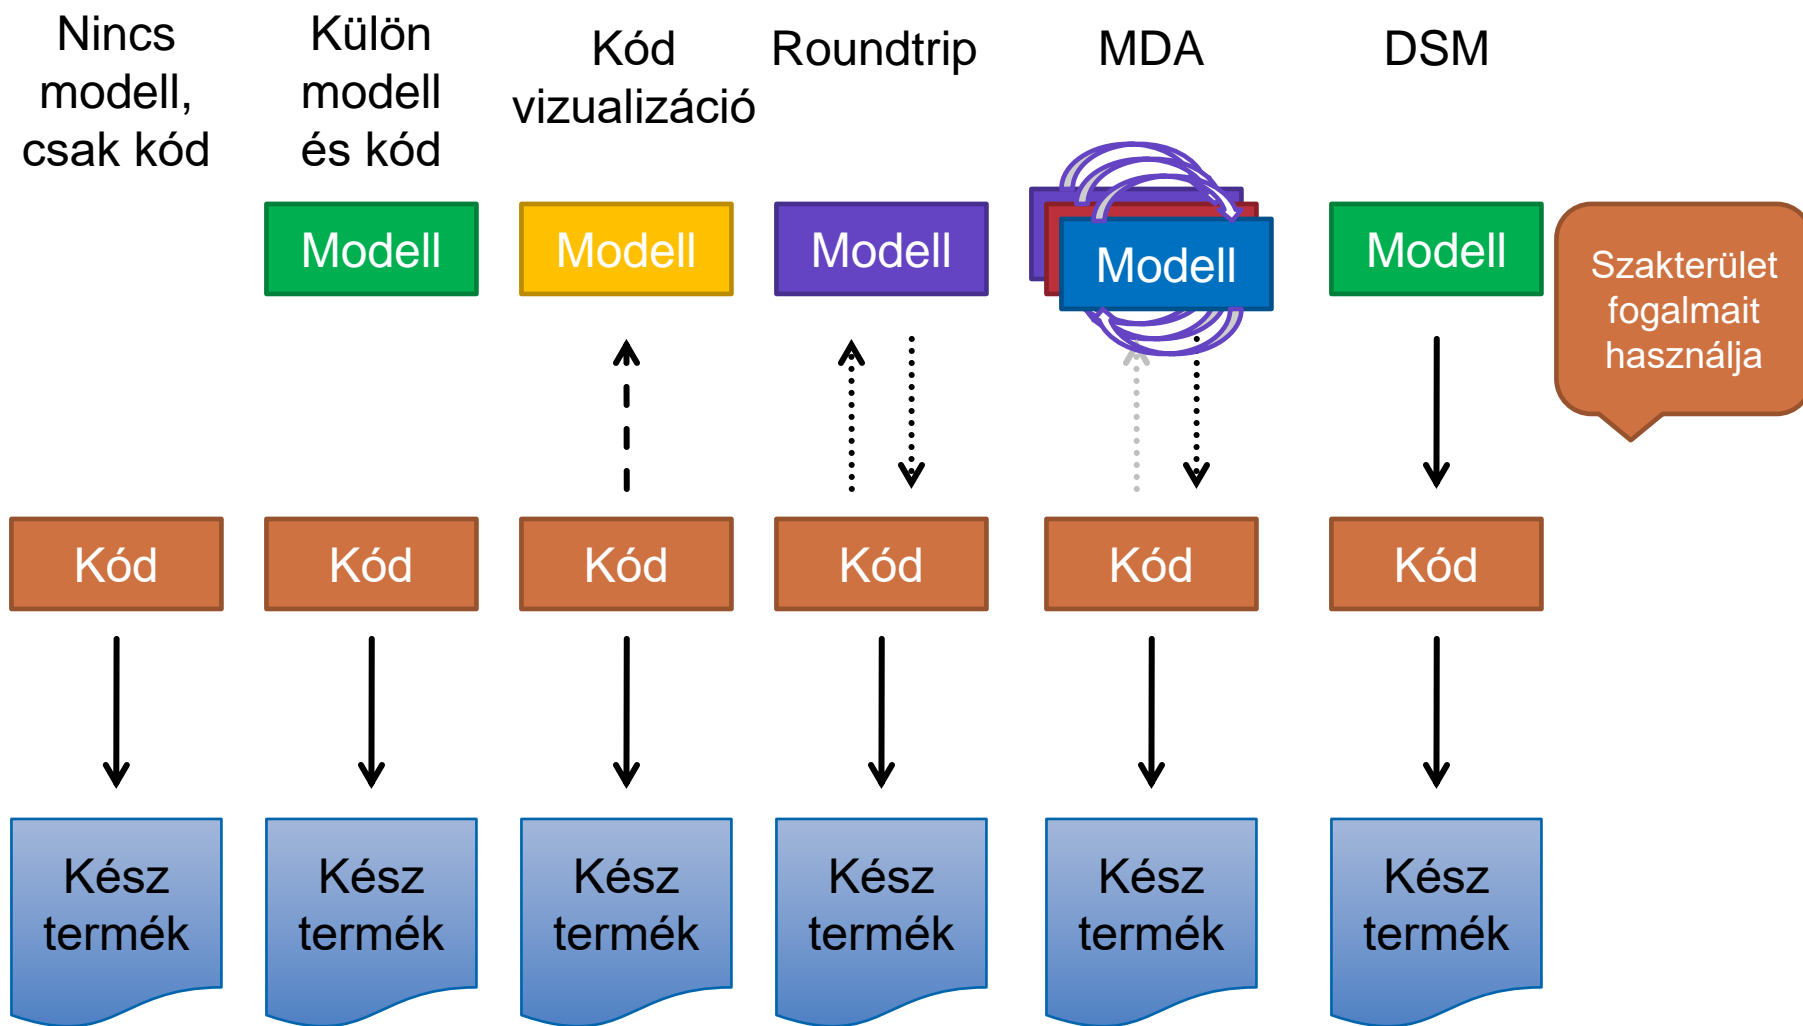 Nincs
modell,
csak kód
Külön
modell
és kód
Kód
vizualizáció
Roundtrip
MDA
DSM
Modell
Modell
Modell
Modell
Modell
Szakterület
fogalmait
használja
Kód
Kód
Kód
Kód
Kód
Kód
Kész
termék
Kész
termék
Kész
termék
Kész
termék
Kész
termék
Kész
termék